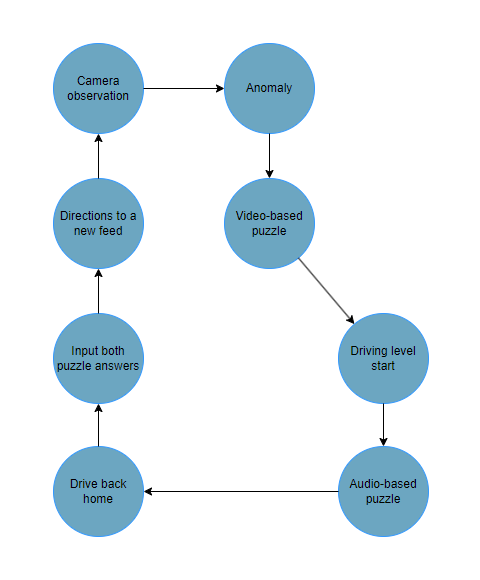 Camera
observation
Anomaly
Directions to a
new feed
Video-based
puzzle
Input both
puzzle answers
Driving level
start
Drive back
home
Audio-based
puzzle